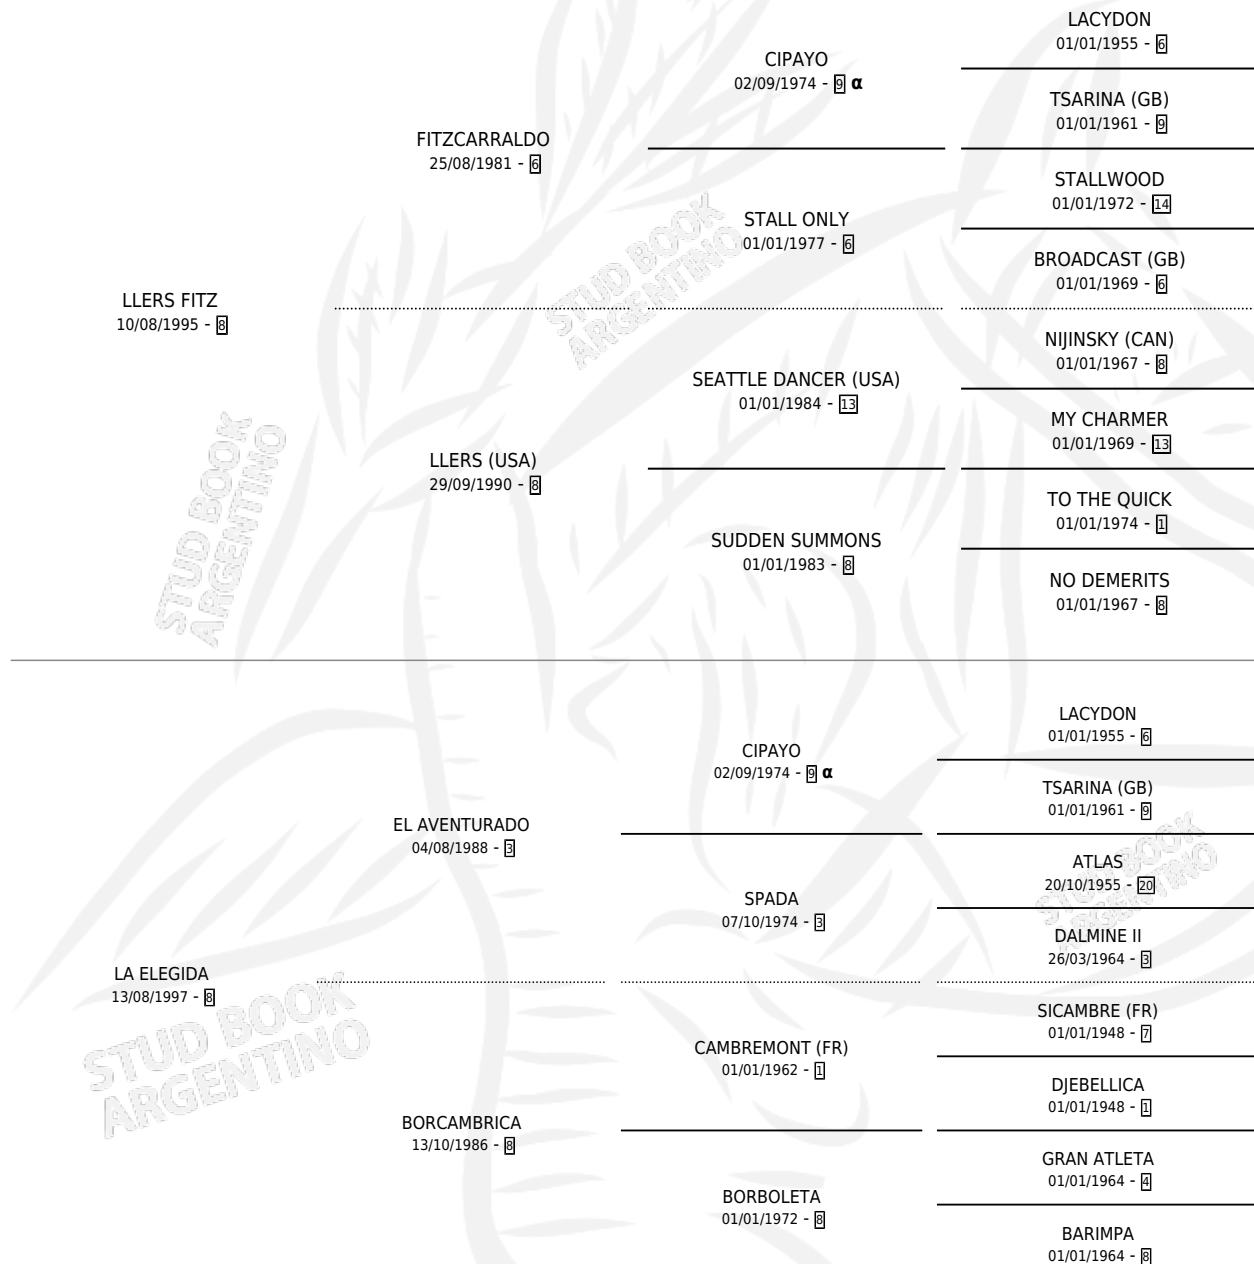 LACYDON
01/01/1955 - 6
CIPAYO
02/09/1974 - 9 α
TSARINA (GB)
01/01/1961 - 9
FITZCARRALDO
25/08/1981 - 6
STALLWOOD
01/01/1972 - 14
STALL ONLY
01/01/1977 - 6
BROADCAST (GB)
01/01/1969 - 6
LLERS FITZ
10/08/1995 - 8
NIJINSKY (CAN)
01/01/1967 - 8
SEATTLE DANCER (USA)
01/01/1984 - 13
MY CHARMER
01/01/1969 - 13
LLERS (USA)
29/09/1990 - 8
TO THE QUICK
01/01/1974 - 1
SUDDEN SUMMONS
01/01/1983 - 8
NO DEMERITS
01/01/1967 - 8
LACYDON
01/01/1955 - 6
CIPAYO
02/09/1974 - 9 α
TSARINA (GB)
01/01/1961 - 9
EL AVENTURADO
04/08/1988 - 3
ATLAS
20/10/1955 - 20
SPADA
07/10/1974 - 3
DALMINE II
26/03/1964 - 3
LA ELEGIDA
13/08/1997 - 8
SICAMBRE (FR)
01/01/1948 - 7
CAMBREMONT (FR)
01/01/1962 - 1
DJEBELLICA
01/01/1948 - 1
BORCAMBRICA
13/10/1986 - 8
GRAN ATLETA
01/01/1964 - 4
BORBOLETA
01/01/1972 - 8
BARIMPA
01/01/1964 - 8
STUD BOOK
ARGENTINO
STUD BOOK
ARGENTINO
STUD BOOK
ARGENTINO
STUD BOOK
ARGENTINO